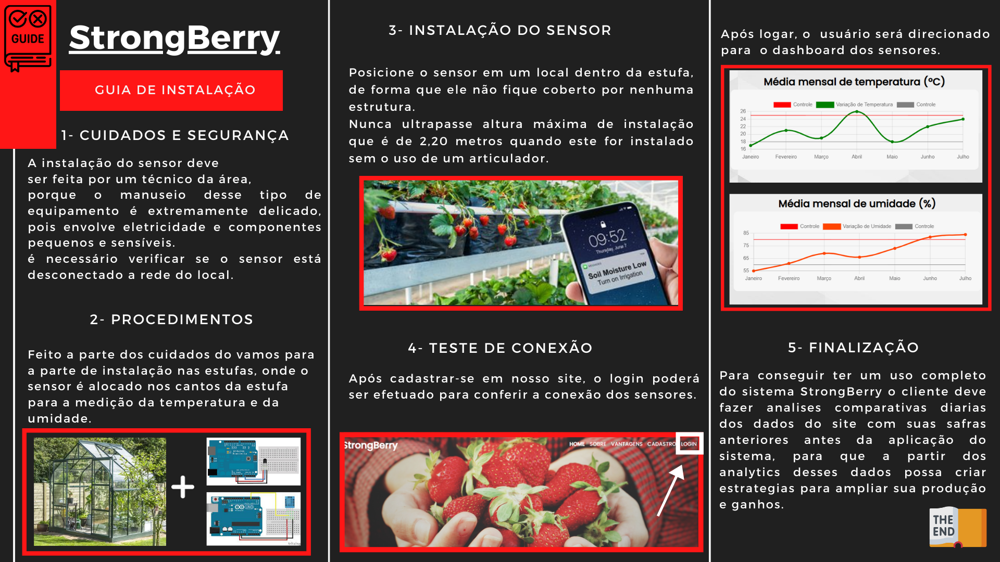 GUIDE
StrongBerry
GUIA DE INSTALAÇÃO
1- CUIDADOS E SEGURANÇA
A instalação do sensor deve
ser feita por um técnico da área,
porque o manuseio desse tipo de
equipamento é extremamente delicado,
pois envolve eletricidade e componentes
pequenos e sensíveis.
é necessário verificar se o sensor está
desconectado a rede do local.
2- PROCEDIMENTOS
Feito a parte dos cuidados do vamos para
a parte de instalação nas estufas, onde o
sensor é alocado nos cantos da estufa
para a medição da temperatura e da
umidade.
+
Arduino
Diecimila
UNO
Arduino
fritzing
3- INSTALAÇÃO DO SENSOR
Posicione o sensor em um local dentro da estufa,
de forma que ele não fique coberto por nenhuma
estrutura.
Nunca ultrapasse altura máxima de instalação
que é de 2,20 metros quando este for instalado
sem o uso de um articulador.
09:52
Thursday, June 7
Soil Moisture Low
Turn on Irrigation
4- TESTE DE CONEXÃO
Após cadastrar-se em nosso site, o login poderá
ser efetuado para conferir a conexão dos sensores.
StrongBerry
HOME SOBRE VANTAGENS CADASTRO LOGIN
Após logar, o usuário será direcionado
para o dashboard dos sensores.
Média mensal de temperatura (ºC)
Controle Variação de Temperatura Controle
26
24
22
20
18
16
Janeiro Fevereiro Março Abril Maio Junho Julho
Média mensal de umidade (%)
Controle Variação de Umidade Controle
85
75
65
55
Janeiro Fevereiro Março Abril Maio Junho Julho
5- FINALIZAÇÃO
Para conseguir ter um uso completo
do sistema StrongBerry o cliente deve
fazer analises comparativas diarias
dos dados do site com suas safras
anteriores antes da aplicação do
sistema, para que a partir dos
analytics desses dados possa criar
estrategias para ampliar sua produção
e ganhos.
THE
END